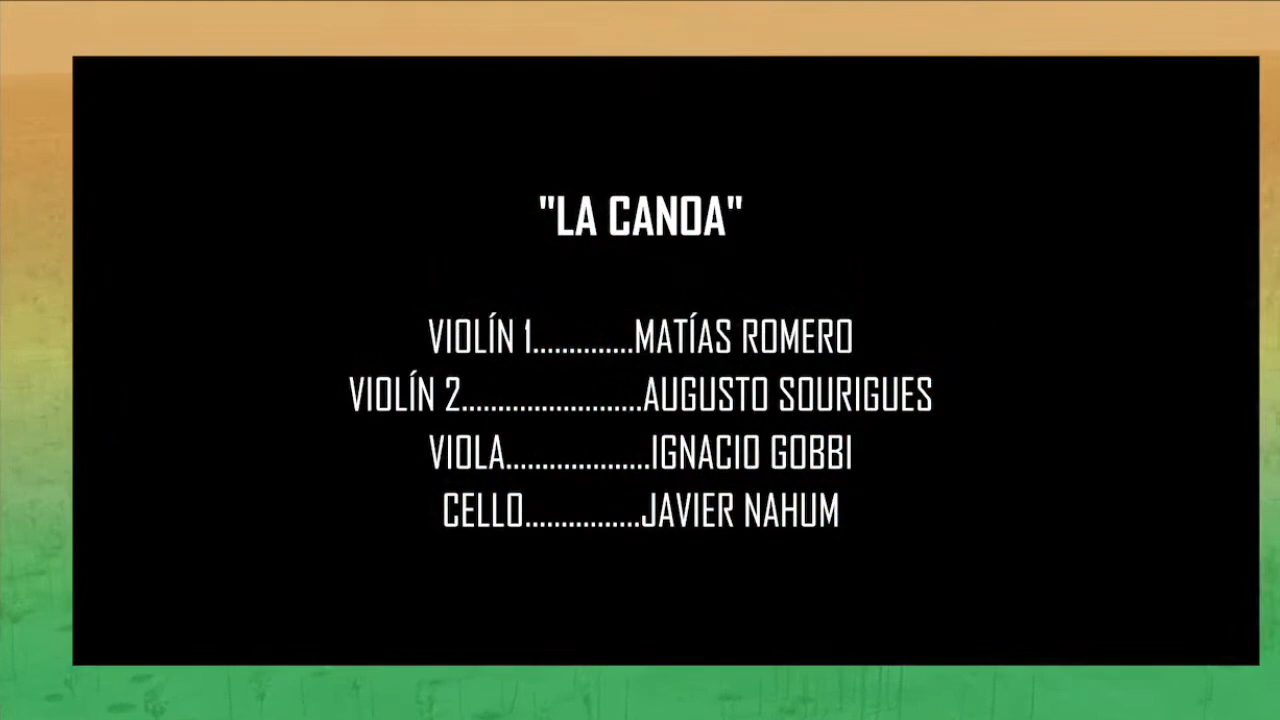 "LA CANOA"
VIOLÍN 1..............MATÍAS ROMERO
VIOLÍN 2.........................AUGUSTO SOURIGUES
VIOLA....................IGNACIO GOBBI
CELLO................JAVIER NAHUM